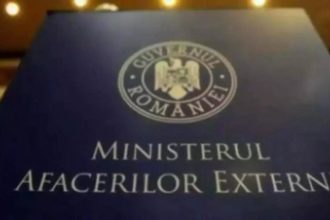 GUVERNUL
ROMÂNIEI
MINISTERUL
AFACERILOR EXTERN